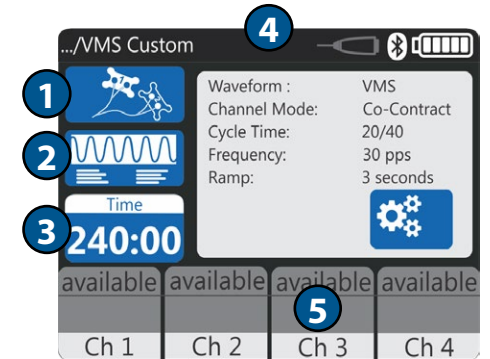 4
.../VMS Custom
1
Waveform : VMS
Channel Mode: Co-Contract
Cycle Time: 20/40
Frequency: 30 pps
Ramp: 3 seconds
2
Time
3
240:00
available available available available
5
Ch 1 Ch 2 Ch 3 Ch 4